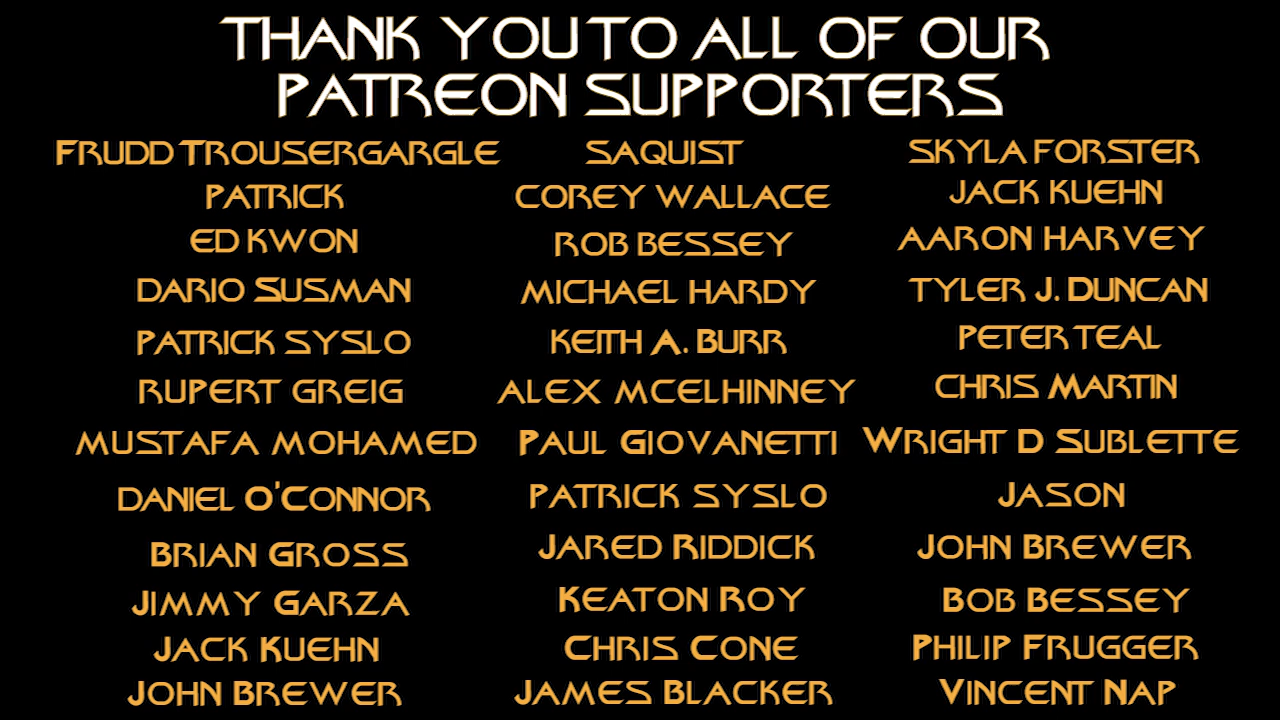 THANK YOU TO ALL OF OUR
PATREON SUPPORTERS
FRUDD TROUSERGARGLE
PATRICK
ED KWON
DARIO SUSMAN
PATRICK SYSLO
RUPERT GREIG
MUSTAFA MOHAMED
DANIEL O'CONNOR
BRIAN GROSS
JIMMY GARZA
JACK KUEHN
JOHN BREWER
SAQUIST
COREY WALLACE
ROB BESSEY
MICHAEL HARDY
KEITH A. BURR
ALEX MCELHINNEY
PAUL GIOVANETTI
PATRICK SYSLO
JARED RIDDICK
KEATON ROY
CHRIS CONE
JAMES BLACKER
SKYLA FORSTER
JACK KUEHN
AARON HARVEY
TYLER J. DUNCAN
PETER TEAL
CHRIS MARTIN
WRIGHT D SUBLETTE
JASON
JOHN BREWER
BOB BESSEY
PHILIP FRUGGER
VINCENT NAP